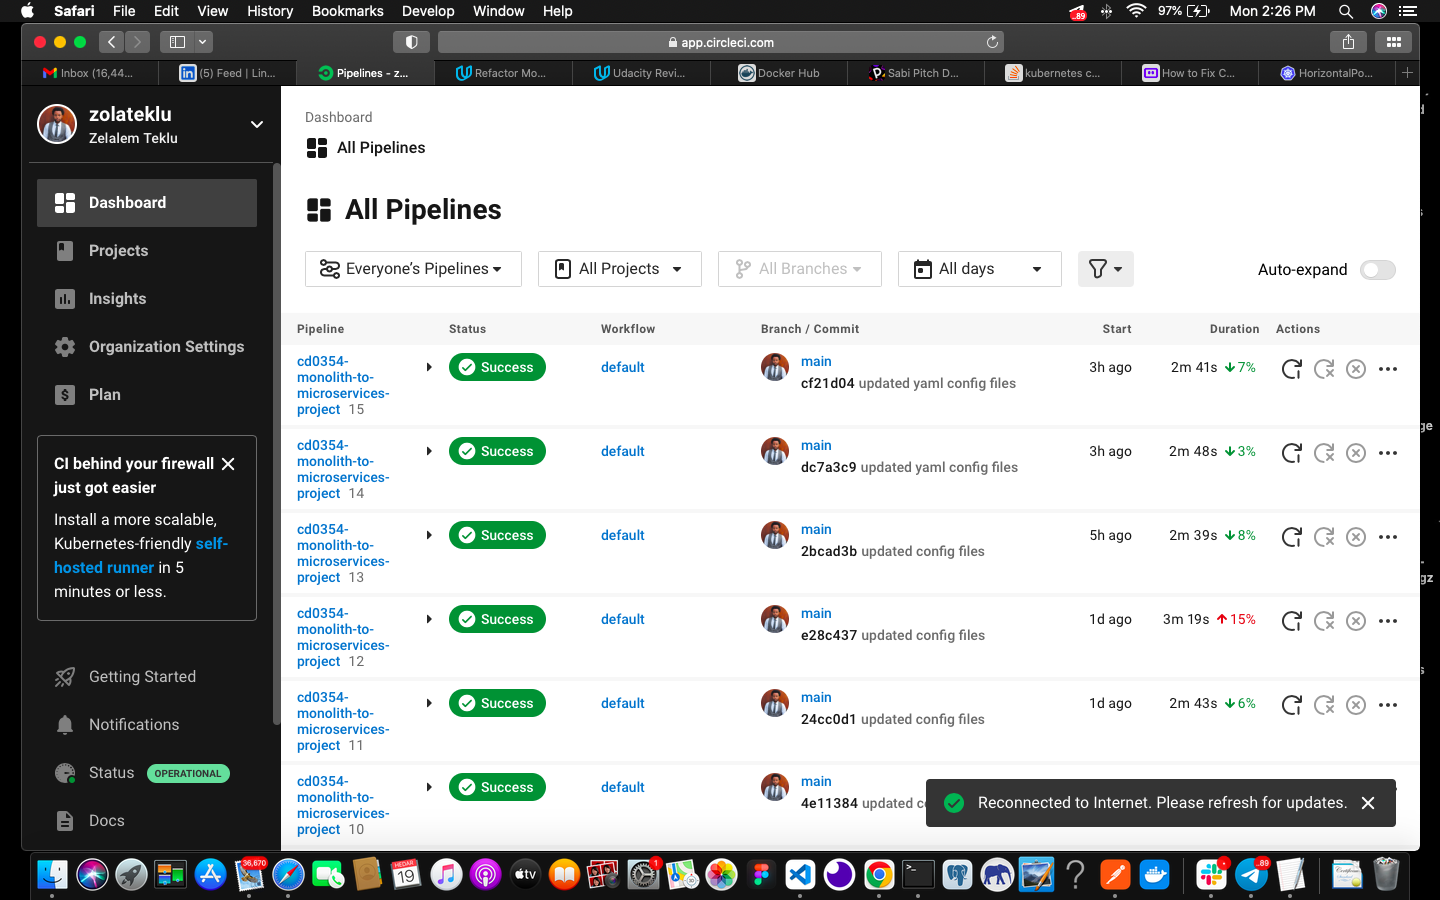 Safari File Edit View History Bookmarks Develop Window Help
..89 97% Mon 2:26 PM
app.circleci.com
Inbox (16,44...
(5) Feed | Lin...
Pipelines - z...
Refactor Mo...
Udacity Revi...
Docker Hub
Sabi Pitch D...
kubernetes c...
How to Fix C...
HorizontalPo...
zolateklu
Zelalem Teklu
Dashboard
Projects
Insights
Organization Settings
Plan
CI behind your firewall
just got easier
Install a more scalable,
Kubernetes-friendly self-
hosted runner in 5
minutes or less.
Getting Started
Notifications
Status OPERATIONAL
Docs
Dashboard
All Pipelines
All Pipelines
Everyone's Pipelines
All Projects
All Branches
All days
Auto-expand
Pipeline Status Workflow Branch / Commit Start Duration Actions
cd0354-
monolith-to-
microservices-
project 15
Success
default
main
cf21d04 updated yaml config files
3h ago
2m 41s 7%
cd0354-
monolith-to-
microservices-
project 14
Success
default
main
dc7a3c9 updated yaml config files
3h ago
2m 48s 3%
cd0354-
monolith-to-
microservices-
project 13
Success
default
main
2bcad3b updated config files
5h ago
2m 39s 8%
cd0354-
monolith-to-
microservices-
project 12
Success
default
main
e28c437 updated config files
1d ago
3m 19s 15%
cd0354-
monolith-to-
microservices-
project 11
Success
default
main
24cc0d1 updated config files
1d ago
2m 43s 6%
cd0354-
monolith-to-
microservices-
project 10
Success
default
main
4e11384 updated c
Reconnected to Internet. Please refresh for updates.
36,670
HEDAR
19
tv
1
..89